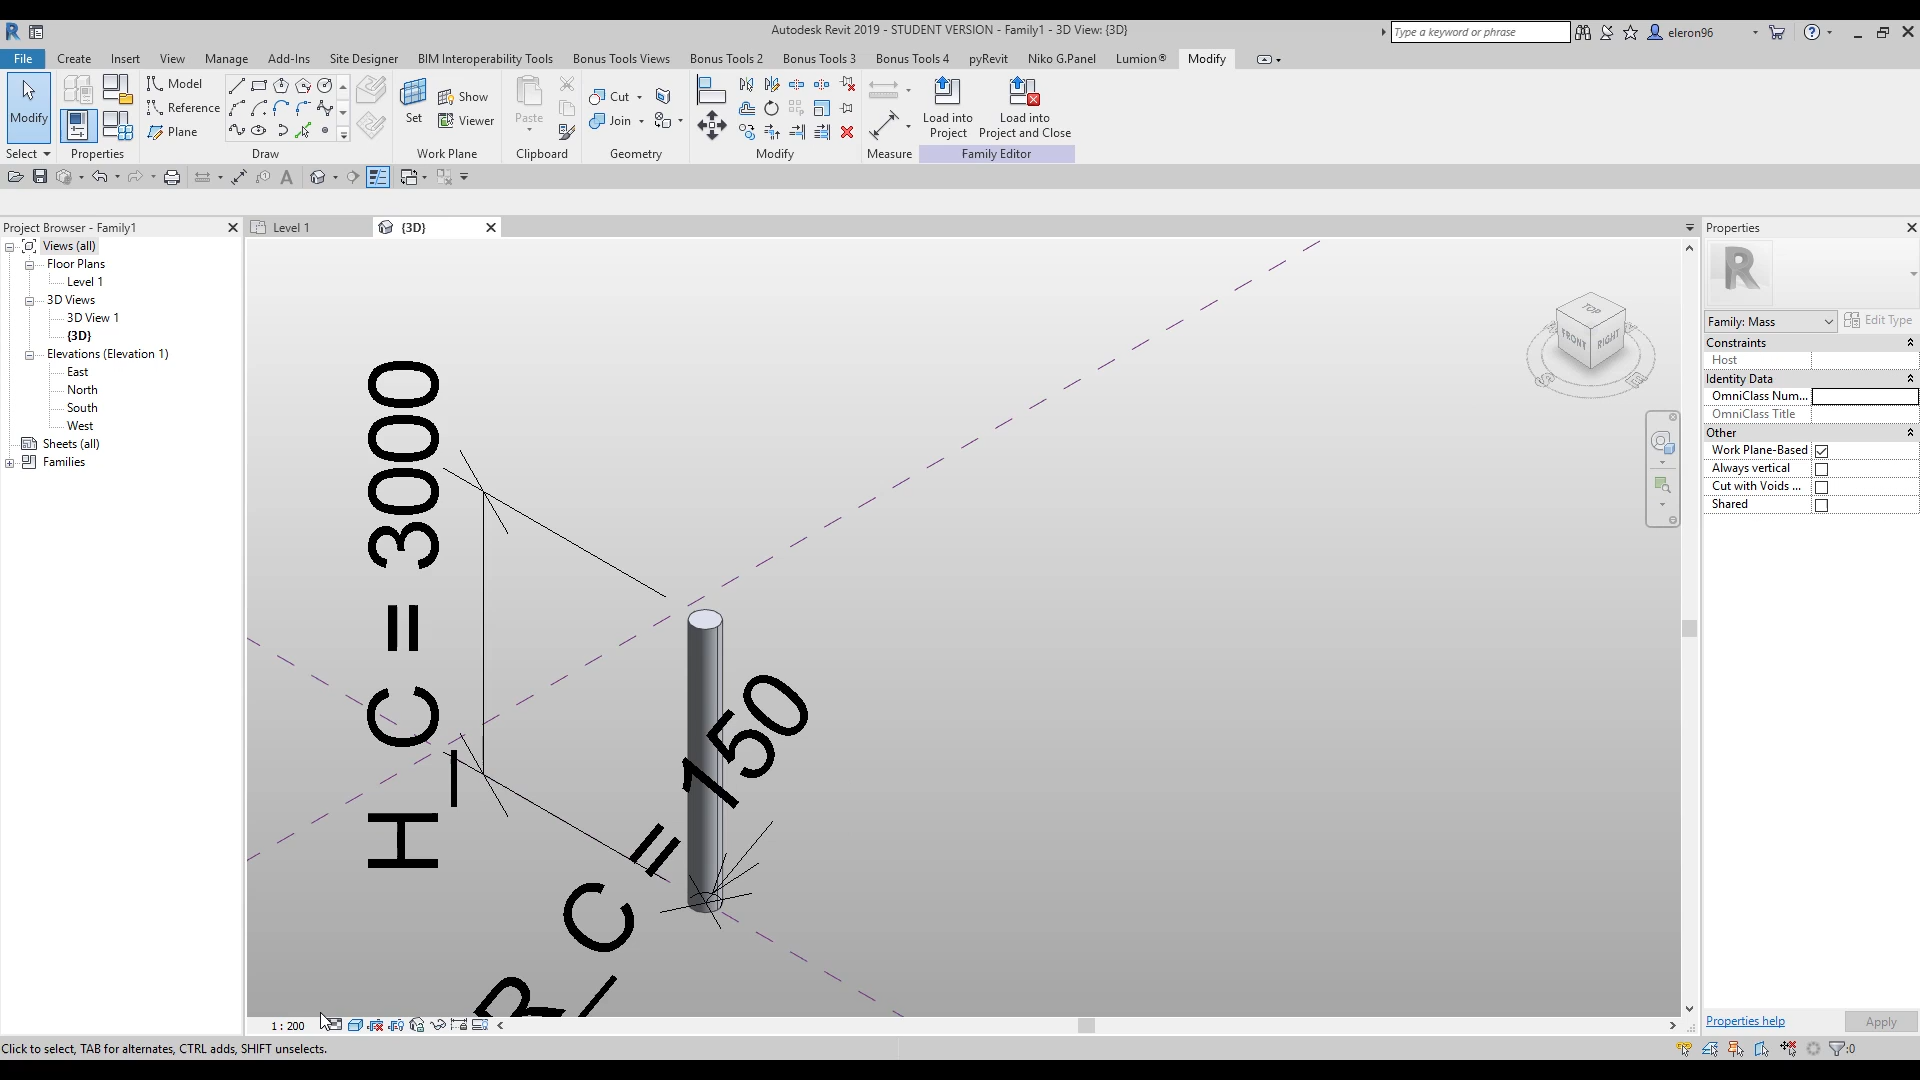 Autodesk Revit 2019 - STUDENT VERSION - Family1 - 3D View: {3D}
Type a keyword or phrase
eleron96
File Create Insert View Manage Add-Ins Site Designer BIM Interoperability Tools Bonus Tools Views Bonus Tools 2 Bonus Tools 3 Bonus Tools 4 pyRevit Niko G.Panel Lumion® Modify
Modify
Model
Reference
Plane
Set
Show
Viewer
Paste
Cut
Join
Load into
Project
Load into
Project and Close
Select Properties Draw Work Plane Clipboard Geometry Modify Measure Family Editor
Project Browser - Family1
Views (all)
Floor Plans
Level 1
3D Views
3D View 1
{3D}
Elevations (Elevation 1)
East
North
South
West
Sheets (all)
Families
Level 1
{3D}
H_C = 3000
R_C = 150
TOP
FRONT
RIGHT
1 : 200
Properties
R
Family: Mass
Edit Type
Constraints
Host
Identity Data
OmniClass Num...
OmniClass Title
Other
Work Plane-Based
Always vertical
Cut with Voids ...
Shared
Properties help
Apply
Click to select, TAB for alternates, CTRL adds, SHIFT unselects.
:0